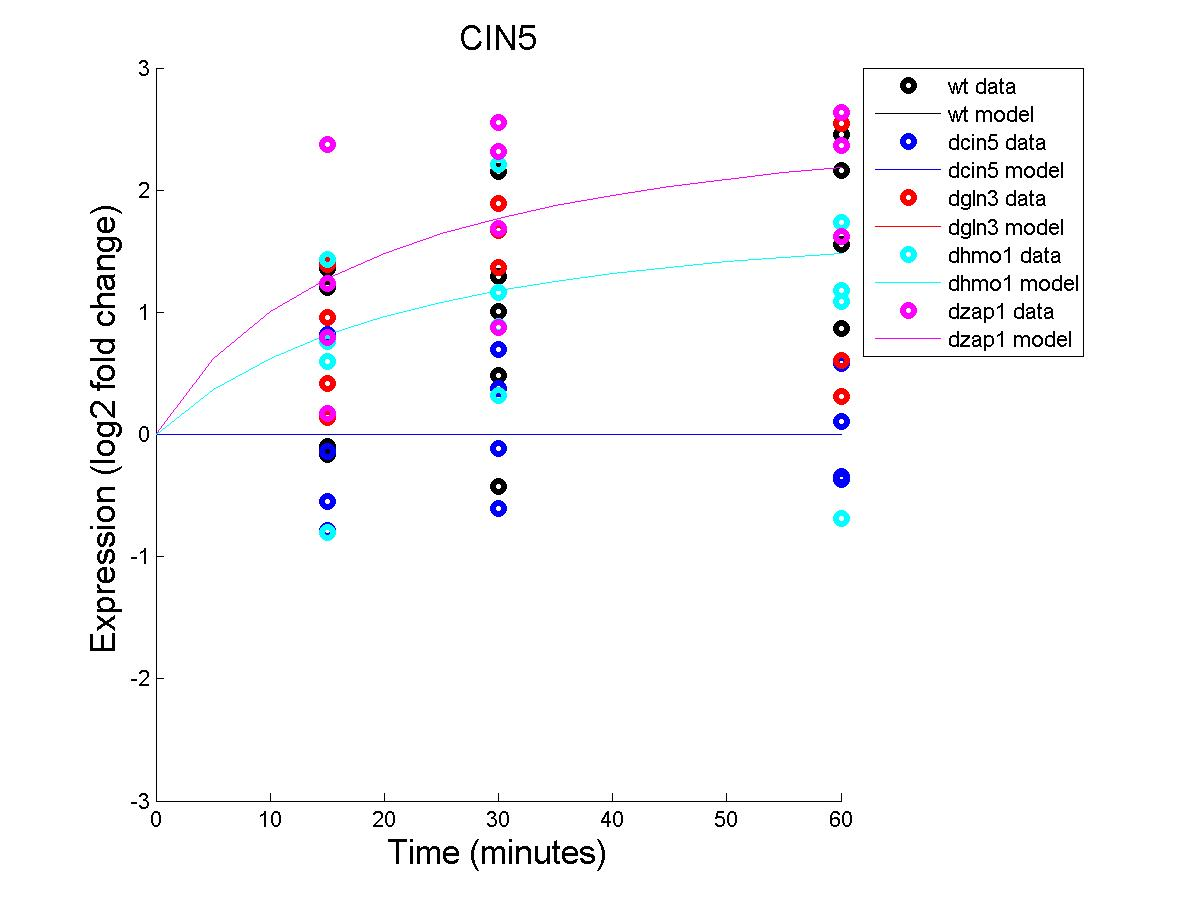 CIN5
3
2
1
0
-1
-2
-3
0 10 20 30 40 50 60
Expression (log2 fold change)
Time (minutes)
wt data
wt model
dcin5 data
dcin5 model
dgln3 data
dgln3 model
dhmo1 data
dhmo1 model
dzap1 data
dzap1 model